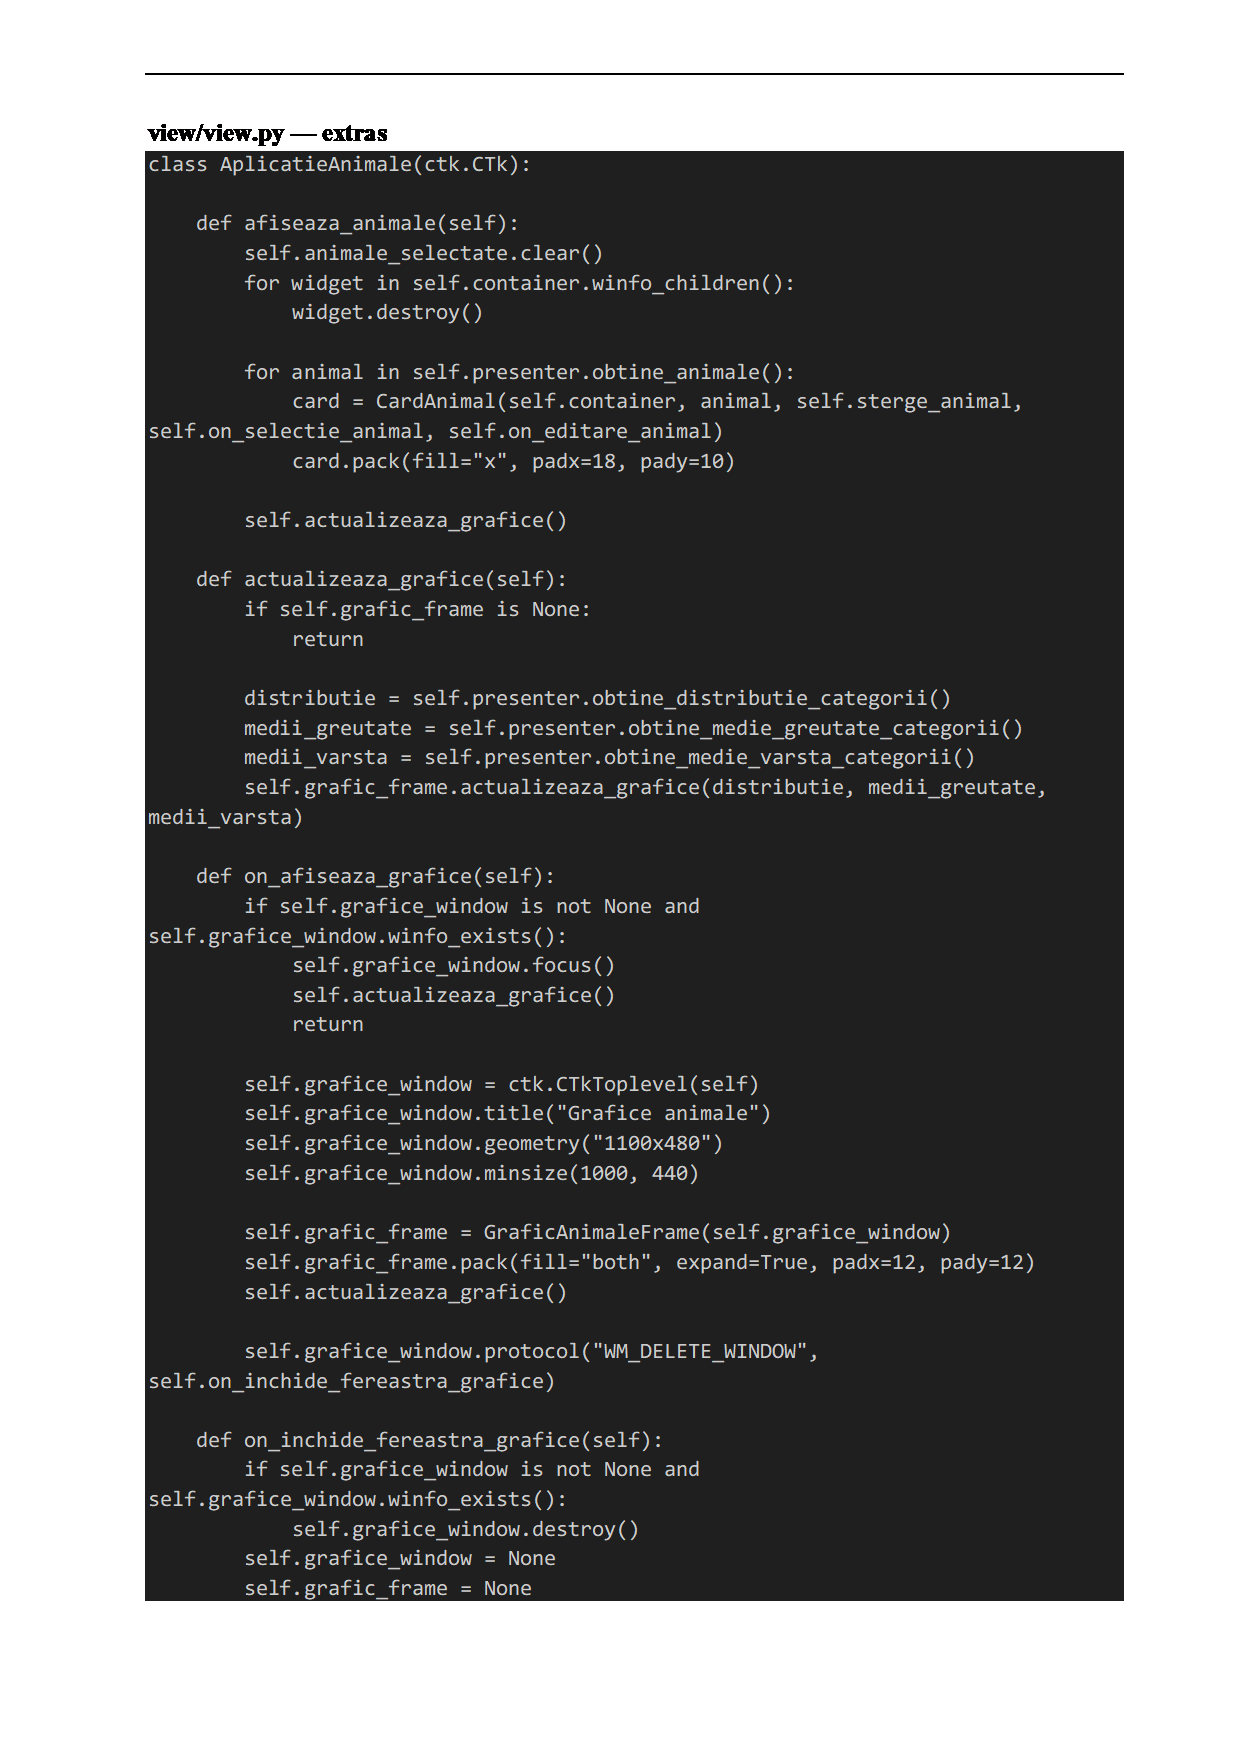 view/view.py — extras
class AplicatieAnimale(ctk.CTk):

    def afiseaza_animale(self):
        self.animale_selectate.clear()
        for widget in self.container.winfo_children():
            widget.destroy()

        for animal in self.presenter.obtine_animale():
            card = CardAnimal(self.container, animal, self.sterge_animal,
self.on_selectie_animal, self.on_editare_animal)
            card.pack(fill="x", padx=18, pady=10)

        self.actualizeaza_grafice()

    def actualizeaza_grafice(self):
        if self.grafic_frame is None:
            return

        distributie = self.presenter.obtine_distributie_categorii()
        medii_greutate = self.presenter.obtine_medie_greutate_categorii()
        medii_varsta = self.presenter.obtine_medie_varsta_categorii()
        self.grafic_frame.actualizeaza_grafice(distributie, medii_greutate,
medii_varsta)

    def on_afiseaza_grafice(self):
        if self.grafice_window is not None and
self.grafice_window.winfo_exists():
            self.grafice_window.focus()
            self.actualizeaza_grafice()
            return

        self.grafice_window = ctk.CTkToplevel(self)
        self.grafice_window.title("Grafice animale")
        self.grafice_window.geometry("1100x480")
        self.grafice_window.minsize(1000, 440)

        self.grafic_frame = GraficAnimaleFrame(self.grafice_window)
        self.grafic_frame.pack(fill="both", expand=True, padx=12, pady=12)
        self.actualizeaza_grafice()

        self.grafice_window.protocol("WM_DELETE_WINDOW",
self.on_inchide_fereastra_grafice)

    def on_inchide_fereastra_grafice(self):
        if self.grafice_window is not None and
self.grafice_window.winfo_exists():
            self.grafice_window.destroy()
        self.grafice_window = None
        self.grafic_frame = None